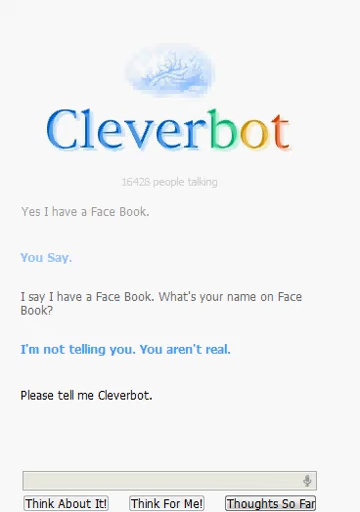 Cleverbot
16428 people talking
Yes I have a Face Book.
You Say.
I say I have a Face Book. What's your name on Face
Book?
I'm not telling you. You aren't real.
Please tell me Cleverbot.
Think About It! Think For Me! Thoughts So Far